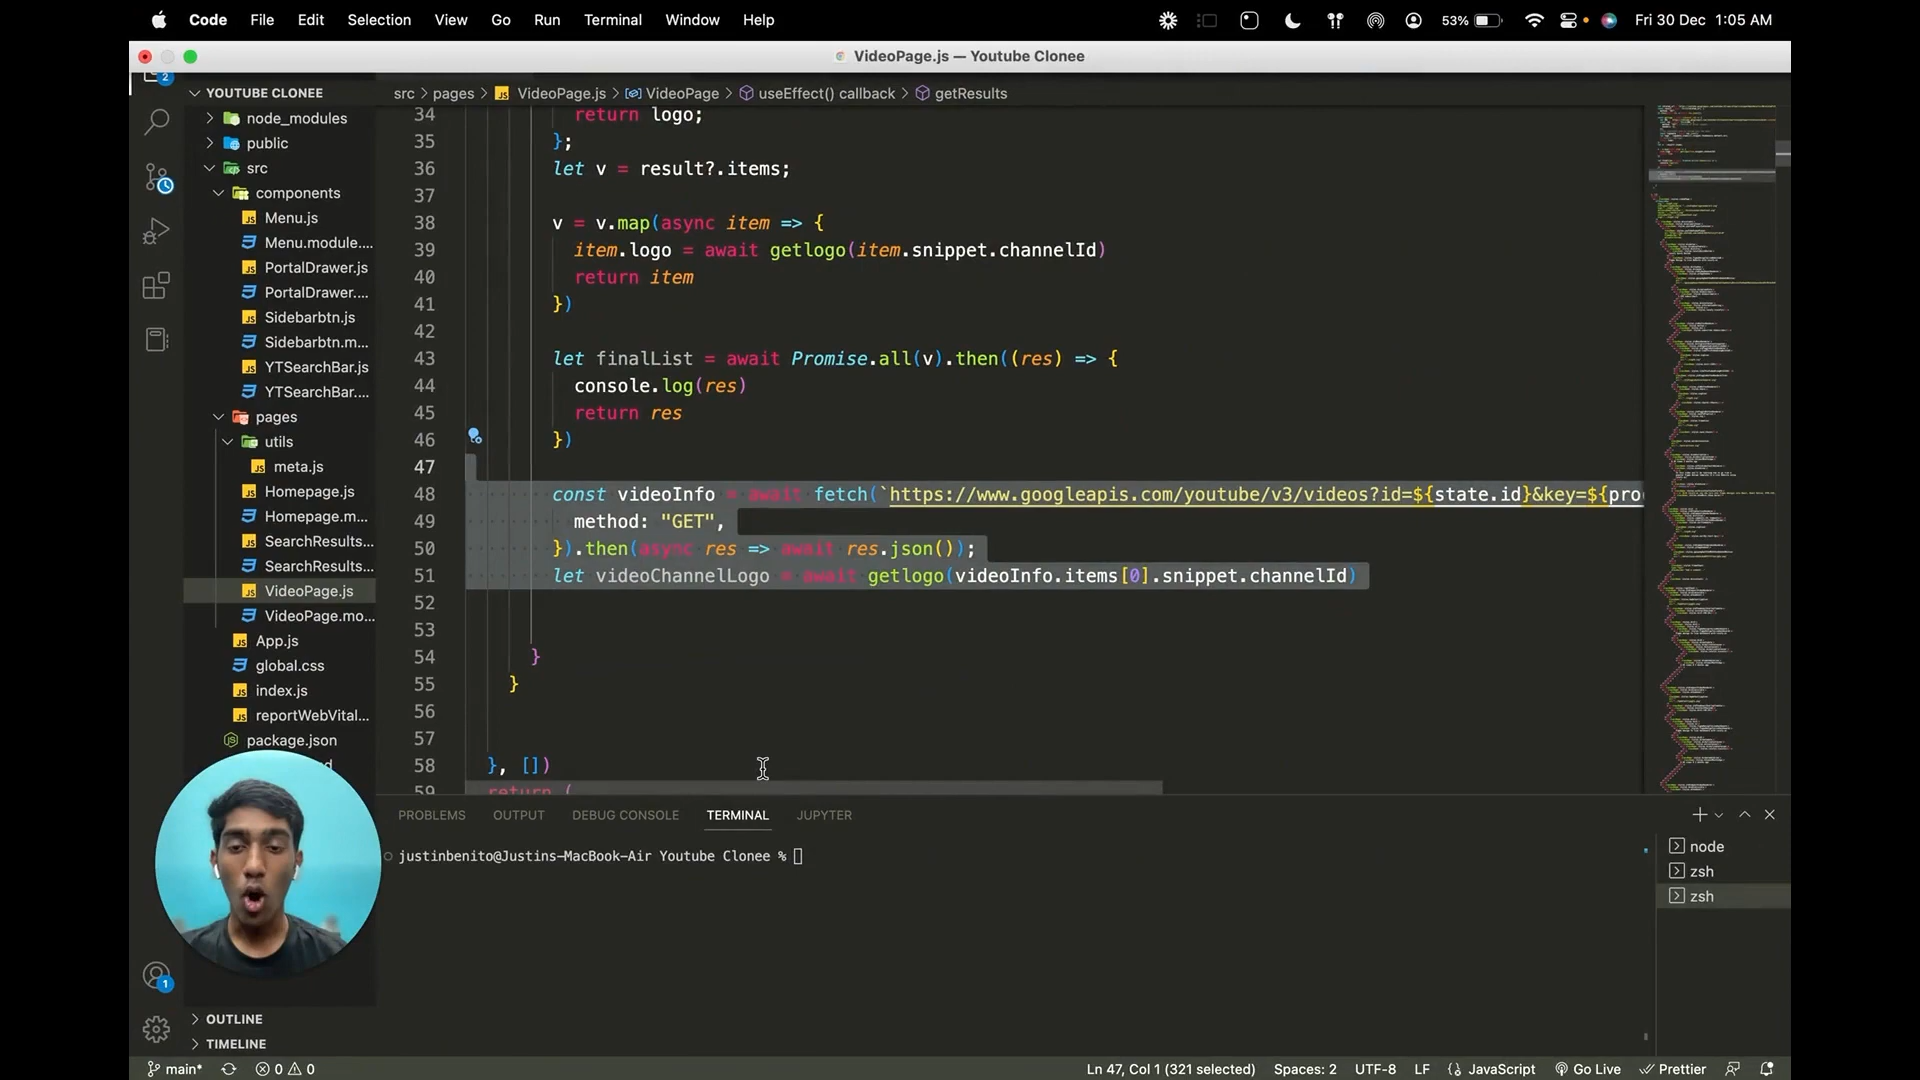 Code File Edit Selection View Go Run Terminal Window Help 53% Fri 30 Dec 1:05 AM
VideoPage.js — Youtube Clonee
2
YOUTUBE CLONEE
node_modules
public
src
components
Menu.js
Menu.module....
PortalDrawer.js
PortalDrawer....
Sidebarbtn.js
Sidebarbtn.m...
YTSearchBar.js
YTSearchBar....
pages
utils
meta.js
Homepage.js
Homepage.m...
SearchResults...
SearchResults...
VideoPage.js
VideoPage.mo...
App.js
global.css
index.js
reportWebVital...
package.json
OUTLINE
TIMELINE
1
src > pages > VideoPage.js > VideoPage > useEffect() callback > getResults
34 return logo;
35 };
36 let v = result?.items;
37
38 v = v.map(async item => {
39 item.logo = await getlogo(item.snippet.channelId)
40 return item
41 })
42
43 let finalList = await Promise.all(v).then((res) => {
44 console.log(res)
45 return res
46 })
47
48 const videoInfo = await fetch(`https://www.googleapis.com/youtube/v3/videos?id=${state.id}&key=${pro
49 method: "GET",
50 }).then(async res => await res.json());
51 let videoChannelLogo = await getlogo(videoInfo.items[0].snippet.channelId)
52
53
54 }
55 }
56
57
58 }, [])
59 return (
PROBLEMS OUTPUT DEBUG CONSOLE TERMINAL JUPYTER
justinbenito@Justins-MacBook-Air Youtube Clonee %
node
zsh
zsh
main* 0 0 Ln 47, Col 1 (321 selected) Spaces: 2 UTF-8 LF JavaScript Go Live Prettier